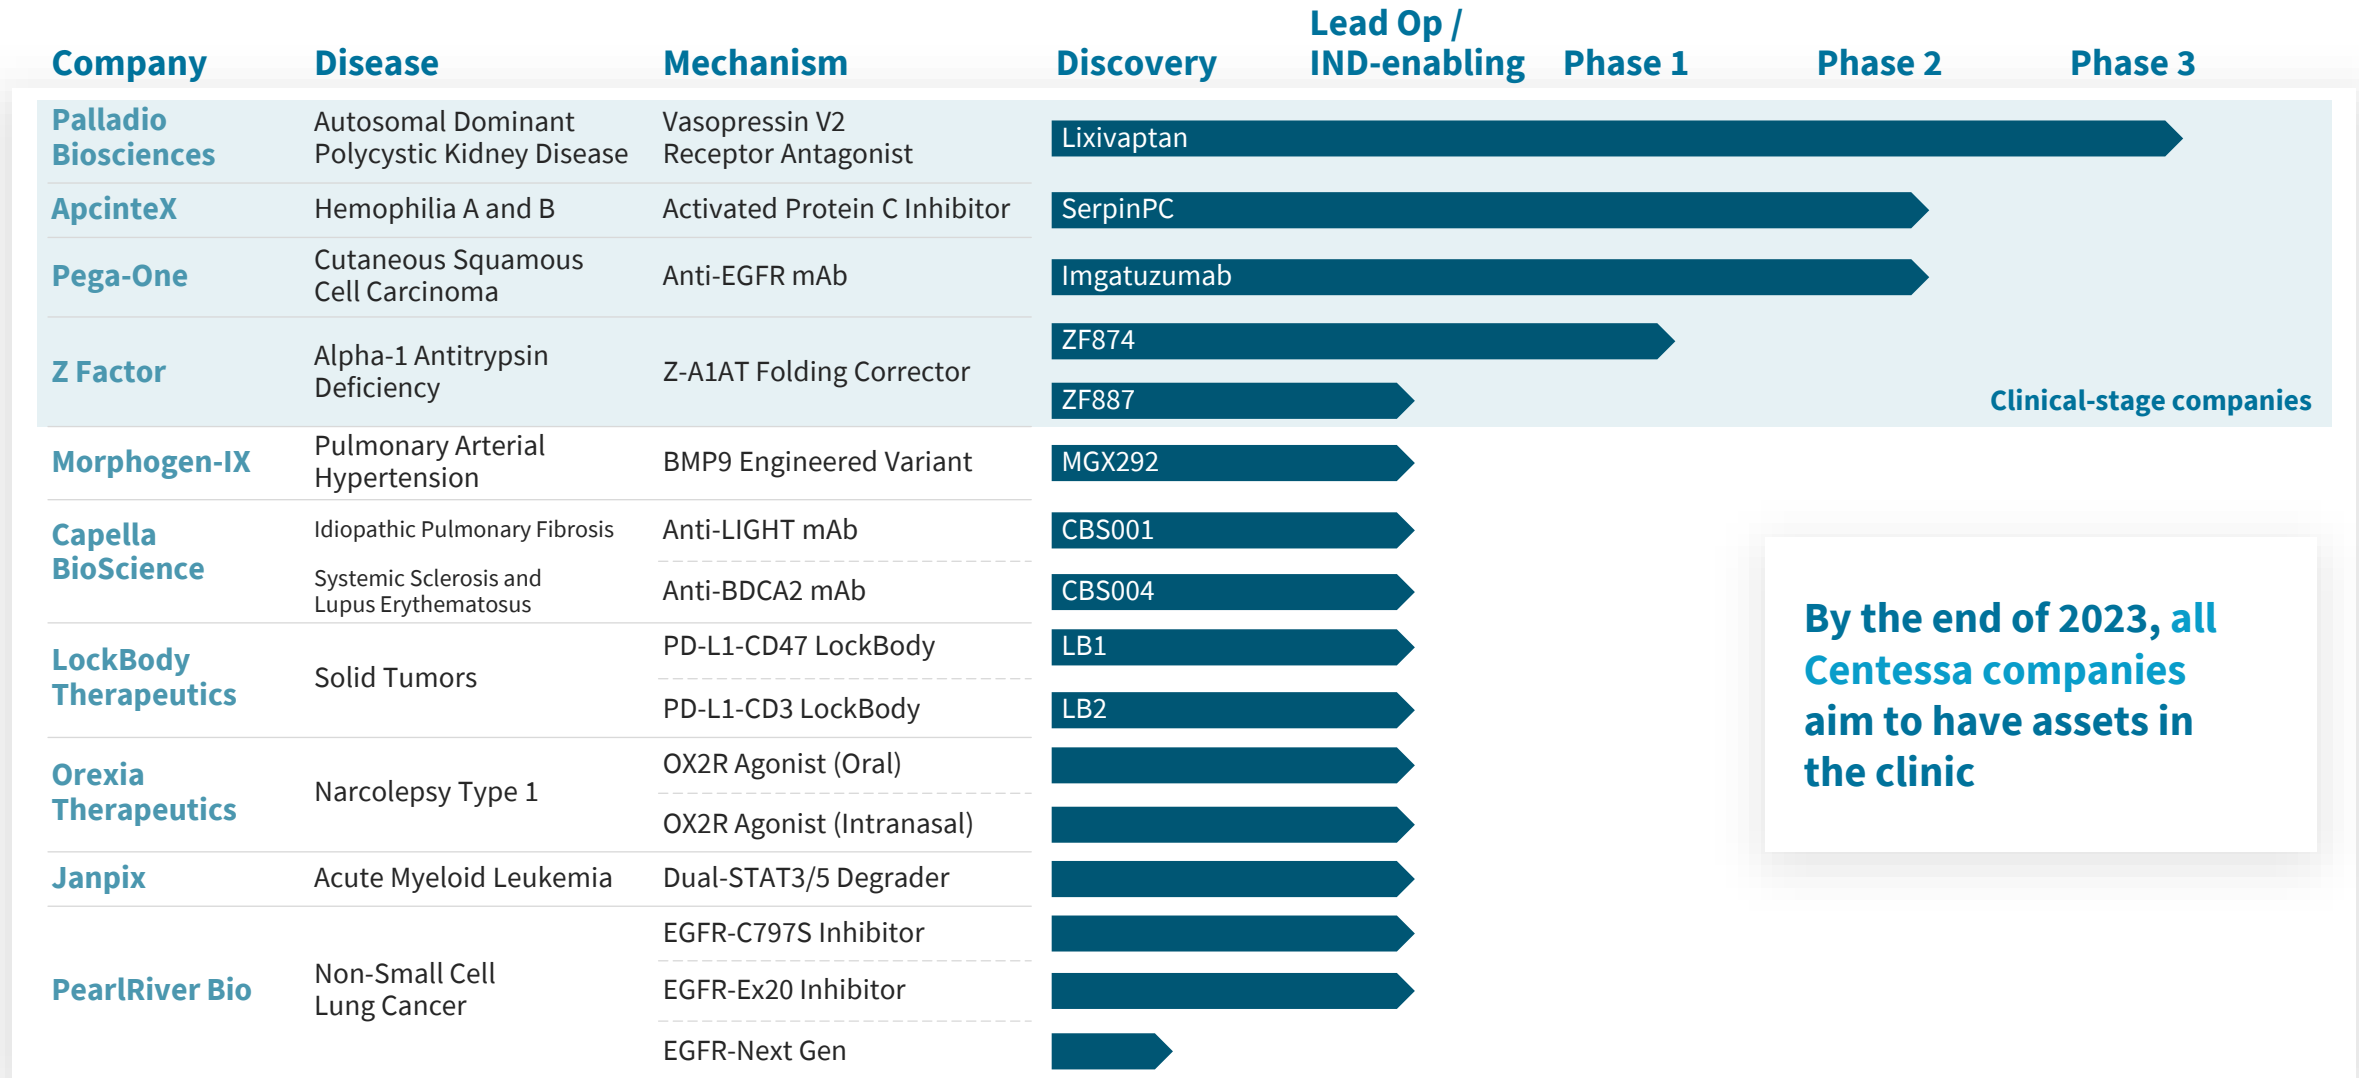 Company
Disease
Mechanism
Discovery
Lead Op /
IND-enabling
Phase 1
Phase 2
Phase 3
Palladio
Biosciences
Autosomal Dominant
Polycystic Kidney Disease
Vasopressin V2
Receptor Antagonist
Lixivaptan
ApcinteX
Hemophilia A and B
Activated Protein C Inhibitor
SerpinPC
Pega-One
Cutaneous Squamous
Cell Carcinoma
Anti-EGFR mAb
Imgatuzumab
Z Factor
Alpha-1 Antitrypsin
Deficiency
Z-A1AT Folding Corrector
ZF874
ZF887
Clinical-stage companies
Morphogen-IX
Pulmonary Arterial
Hypertension
BMP9 Engineered Variant
MGX292
Capella
BioScience
Idiopathic Pulmonary Fibrosis
Anti-LIGHT mAb
CBS001
Systemic Sclerosis and
Lupus Erythematosus
Anti-BDCA2 mAb
CBS004
LockBody
Therapeutics
Solid Tumors
PD-L1-CD47 LockBody
LB1
PD-L1-CD3 LockBody
LB2
Orexia
Therapeutics
Narcolepsy Type 1
OX2R Agonist (Oral)
OX2R Agonist (Intranasal)
Janpix
Acute Myeloid Leukemia
Dual-STAT3/5 Degrader
PearlRiver Bio
Non-Small Cell
Lung Cancer
EGFR-C797S Inhibitor
EGFR-Ex20 Inhibitor
EGFR-Next Gen
By the end of 2023, all
Centessa companies
aim to have assets in
the clinic